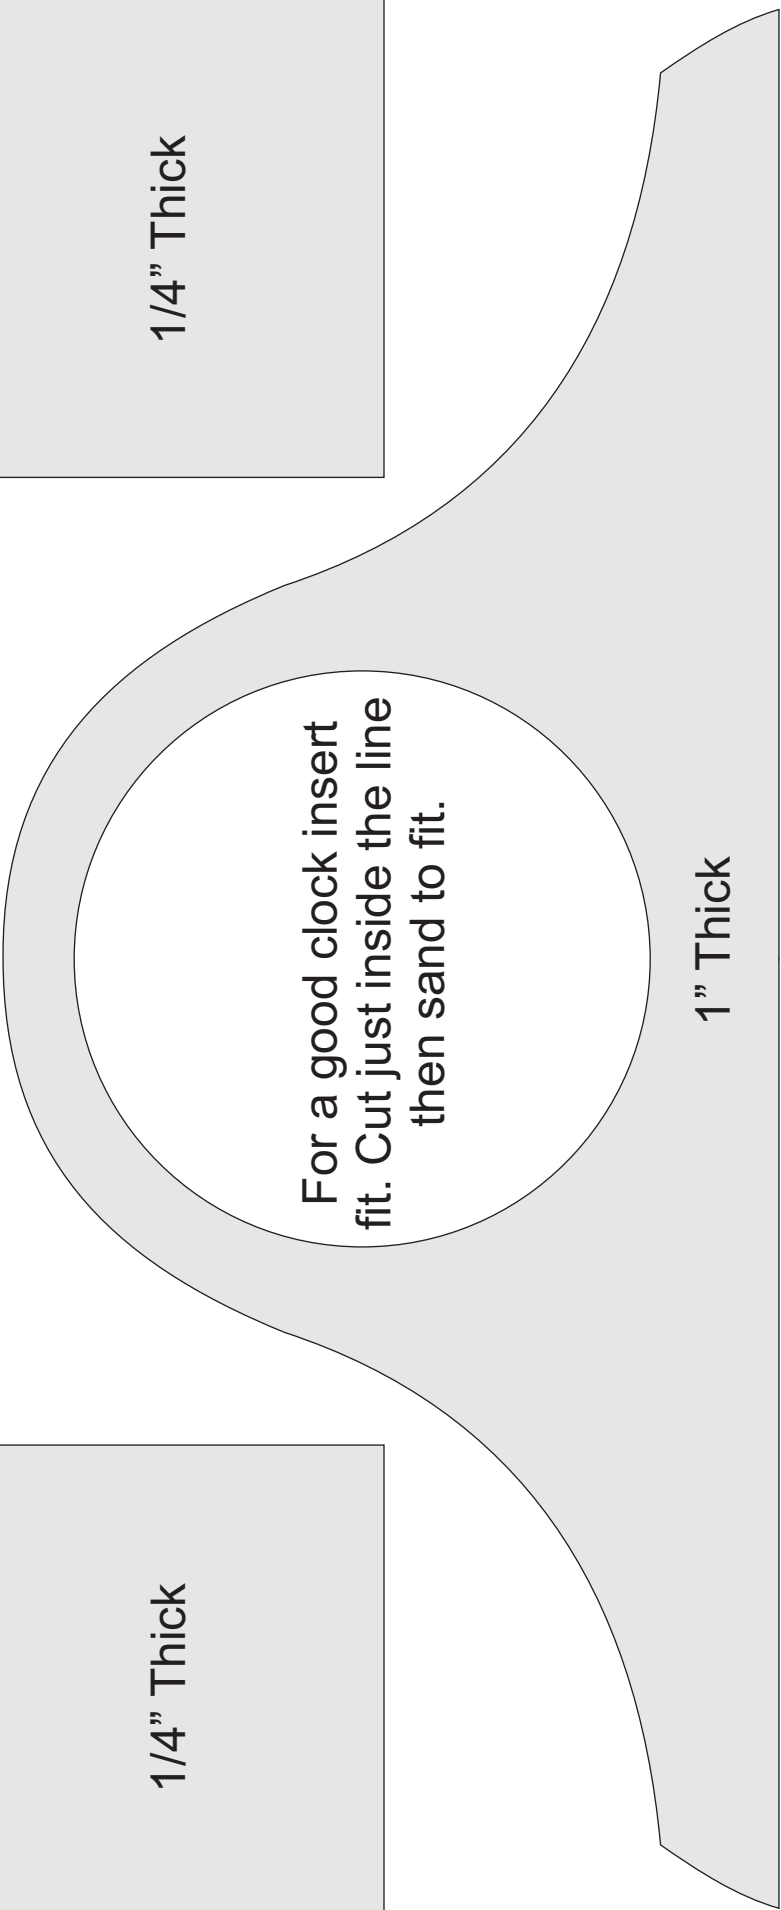 1/4” Thick
1/4” Thick
For a good clock insert
fit. Cut just inside the line
then sand to fit.
1” Thick